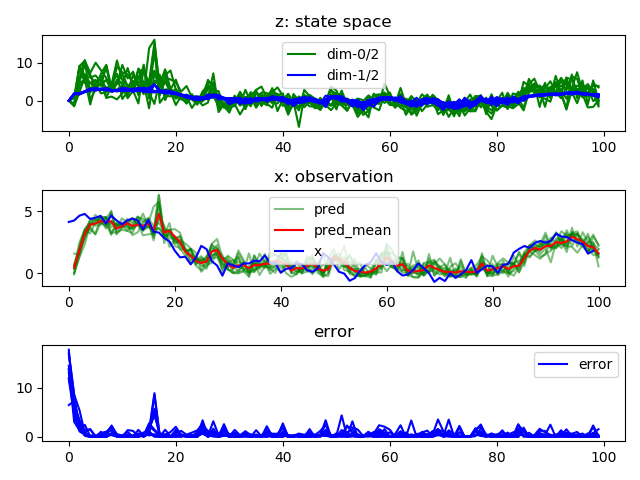 z: state space
10
0
dim-0/2
dim-1/2
0 20 40 60 80 100
x: observation
5
0
pred
pred_mean
x
0 20 40 60 80 100
error
10
0
error
0 20 40 60 80 100